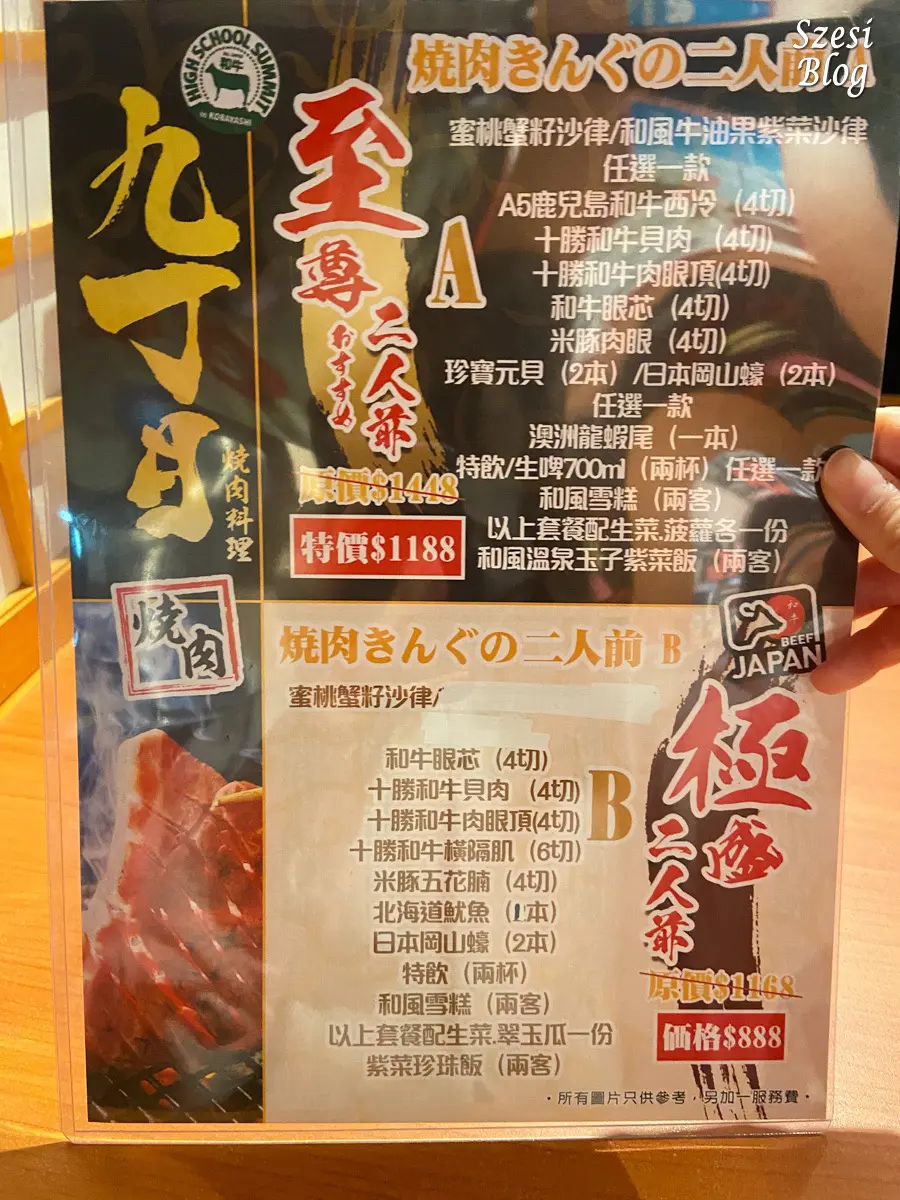 Szesi
Blog
HIGH SCHOOL SUMMIT
和牛
in KOBAYASHI
九丁目
焼肉料理
焼肉
至尊二人前
おすすめ
原價$1448
特價$1188
焼肉きんぐの二人前
A
蜜桃蟹籽沙律/和風牛油果紫菜沙律
任選一款
A5鹿兒島和牛西冷（4切）
十勝和牛貝肉（4切）
十勝和牛肉眼頂(4切)
和牛眼芯（4切）
米豚肉眼（4切）
珍寶元貝（2本）/日本岡山蠔（2本）
任選一款
澳洲龍蝦尾（一本）
特飲/生啤700ml（兩杯）任選一款
和風雪糕（兩客）
以上套餐配生菜.菠蘿各一份
和風溫泉玉子紫菜飯（兩客）
焼肉きんぐの二人前 B
蜜桃蟹籽沙律/
B
和牛眼芯（4切）
十勝和牛貝肉（4切）
十勝和牛肉眼頂(4切)
十勝和牛橫隔肌（6切）
米豚五花腩（4切）
北海道魷魚（1本）
日本岡山蠔（2本）
特飲（兩杯）
和風雪糕（兩客）
以上套餐配生菜.翠玉瓜一份
紫菜珍珠飯（兩客）
和牛
BEEF
JAPAN
極盛
二人前
原價$1168
価格$888
・所有圖片只供參考，另加一服務費・